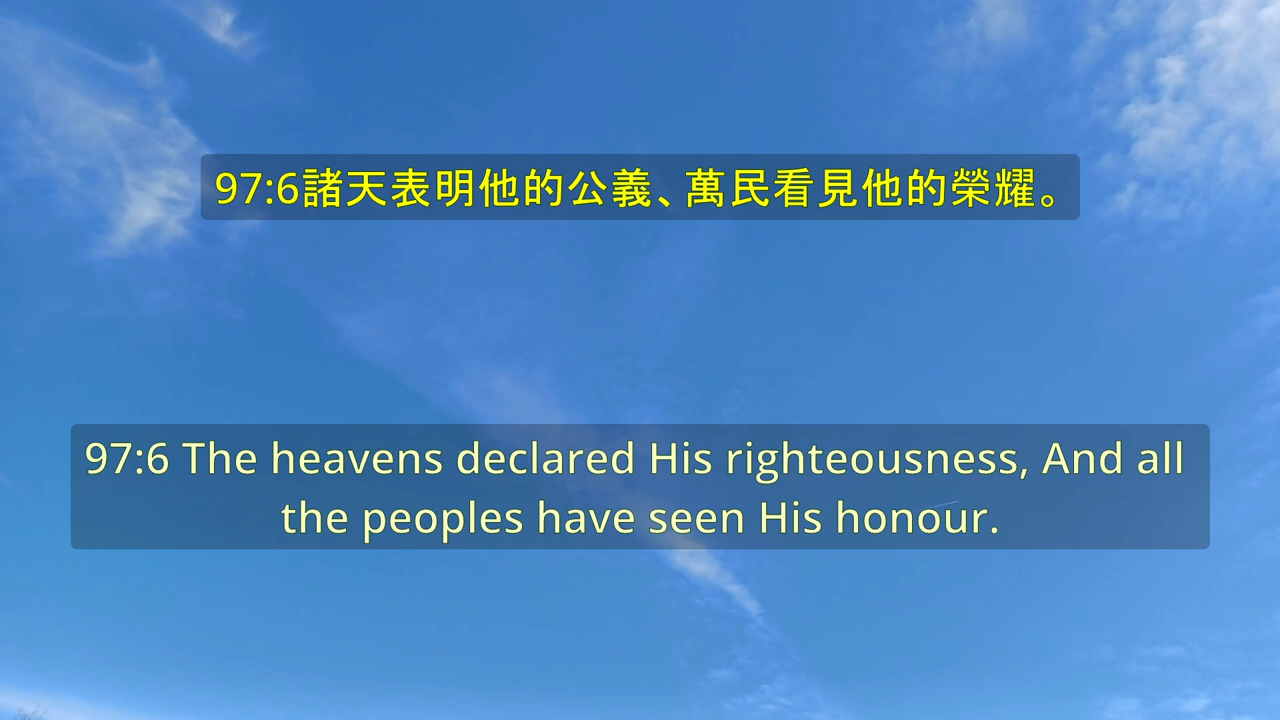 97:6諸天表明他的公義、萬民看見他的榮耀。
97:6 The heavens declared His righteousness, And all
the peoples have seen His honour.